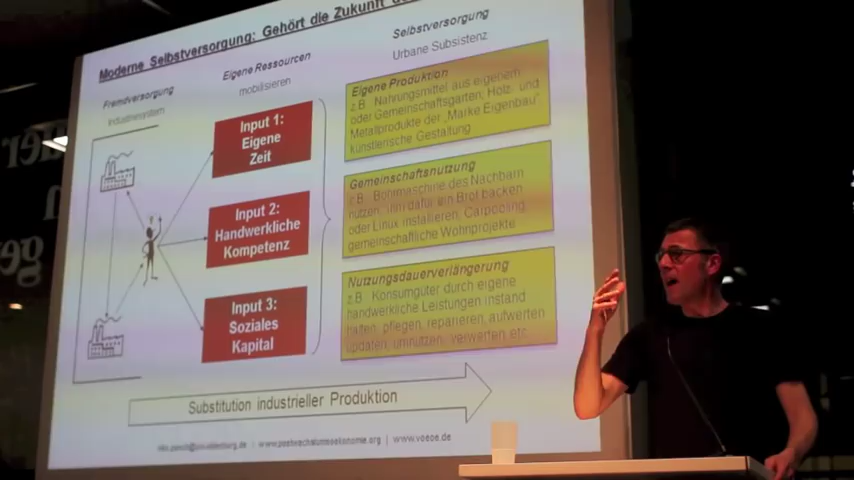 Moderne Selbstversorgung: Gehört die Zukunft
Fremdversorgung
Industriesystem
Eigene Ressourcen
mobilisieren
Selbstversorgung
Urbane Subsistenz
Input 1:
Eigene
Zeit
Input 2:
Handwerkliche
Kompetenz
Input 3:
Soziales
Kapital
Eigene Produktion
z.B. Nahrungsmittel aus eigenem
oder Gemeinschaftsgarten; Holz- und
Metallprodukte der „Marke Eigenbau"
künstlerische Gestaltung
Gemeinschaftsnutzung
z.B. Bohrmaschine des Nachbarn
nutzen, ihm dafür ein Brot backen
oder Linux installieren, Carpooling,
gemeinschaftliche Wohnprojekte
Nutzungsdauerverlängerung
z.B. Konsumgüter durch eigene
handwerkliche Leistungen instand
halten, pflegen, reparieren, aufwerten
updaten, umnutzen, verwerten etc.
Substitution industrieller Produktion
| www.postwachstumsoekonomie.org | www.voeoe.de